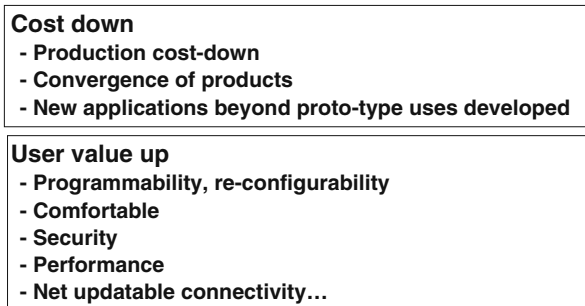 Cost down
- Production cost-down
- Convergence of products
- New applications beyond proto-type uses developed
User value up
- Programmability, re-configurability
- Comfortable
- Security
- Performance
- Net updatable connectivity…